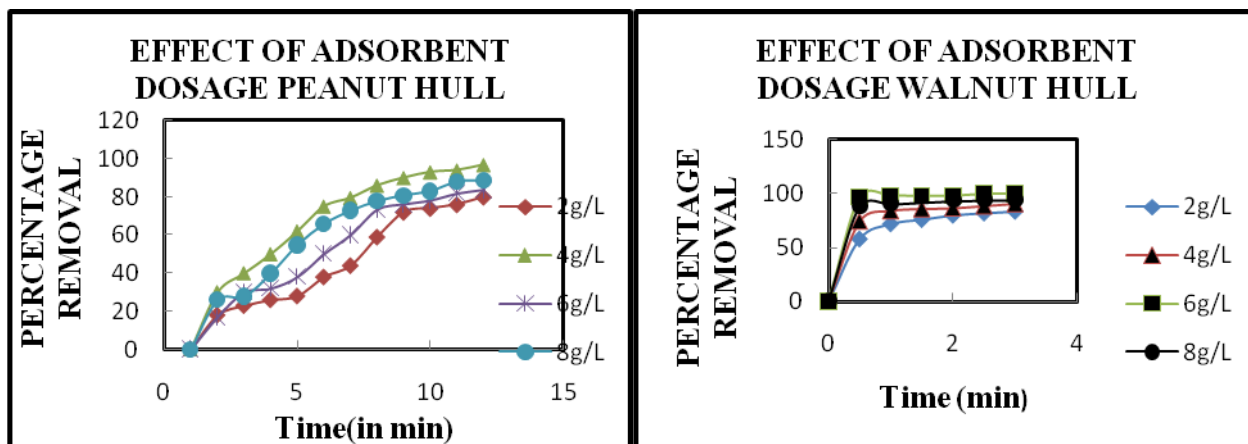 EFFECT OF ADSORBENT
DOSAGE PEANUT HULL
PERCENTAGE
REMOVAL
120
100
80
60
40
20
0
0
5
10
15
Time(in min)
2g/L
4g/L
6g/L
8g/L
EFFECT OF ADSORBENT
DOSAGE WALNUT HULL
PERCENTAGE
REMOVAL
150
100
50
0
0
2
4
Time (min)
2g/L
4g/L
6g/L
8g/L